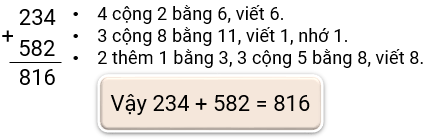 234
+
582
816
• 4 cộng 2 bằng 6, viết 6.
• 3 cộng 8 bằng 11, viết 1, nhớ 1.
• 2 thêm 1 bằng 3, 3 cộng 5 bằng 8, viết 8.
Vậy 234 + 582 = 816